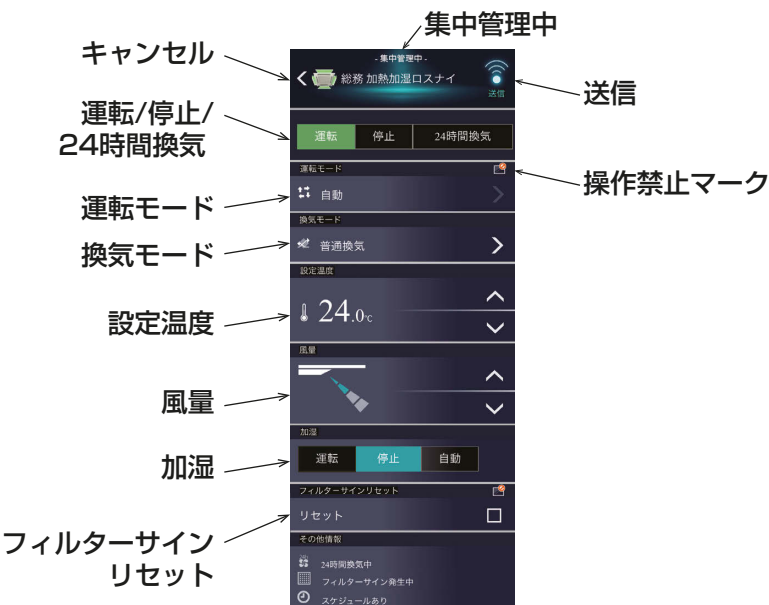 集中管理中
キャンセル
- 集中管理中 -
総務 加熱加湿ロスナイ
送信
送信
運転/停止/
24時間換気
運転
停止
24時間換気
運転モード
操作禁止マーク
運転モード
自動
換気モード
換気モード
普通換気
設定温度
設定温度
24.0℃
風量
風量
加湿
加湿
運転
停止
自動
フィルターサインリセット
フィルターサイン
リセット
リセット
その他情報
24時間換気中
フィルターサイン発生中
スケジュールあり